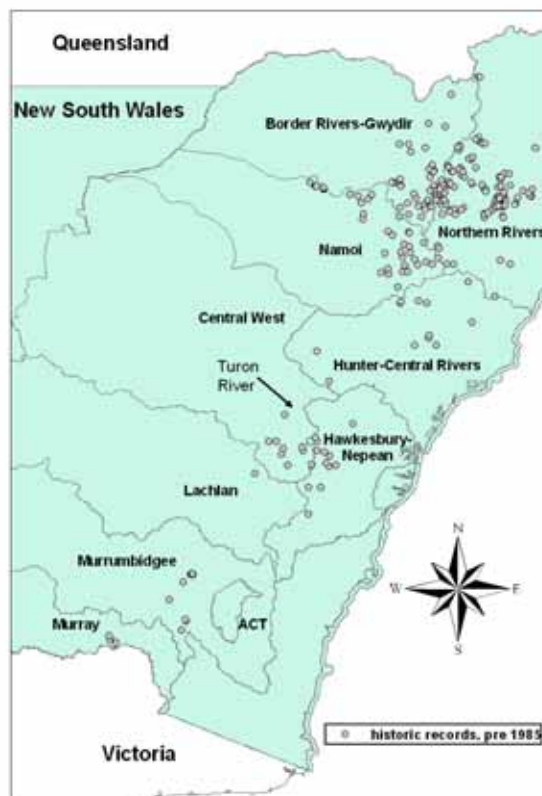 Queensland
New South Wales
Border Rivers-Gwydir
Northern Rivers
Namoi
Central West
Hunter-Central Rivers
Turon
River
Hawkesbury-
Nepean
Lachlan
Murrumbidgee
ACT
Murray
N
W
E
S
historic records, pre 1985
Victoria